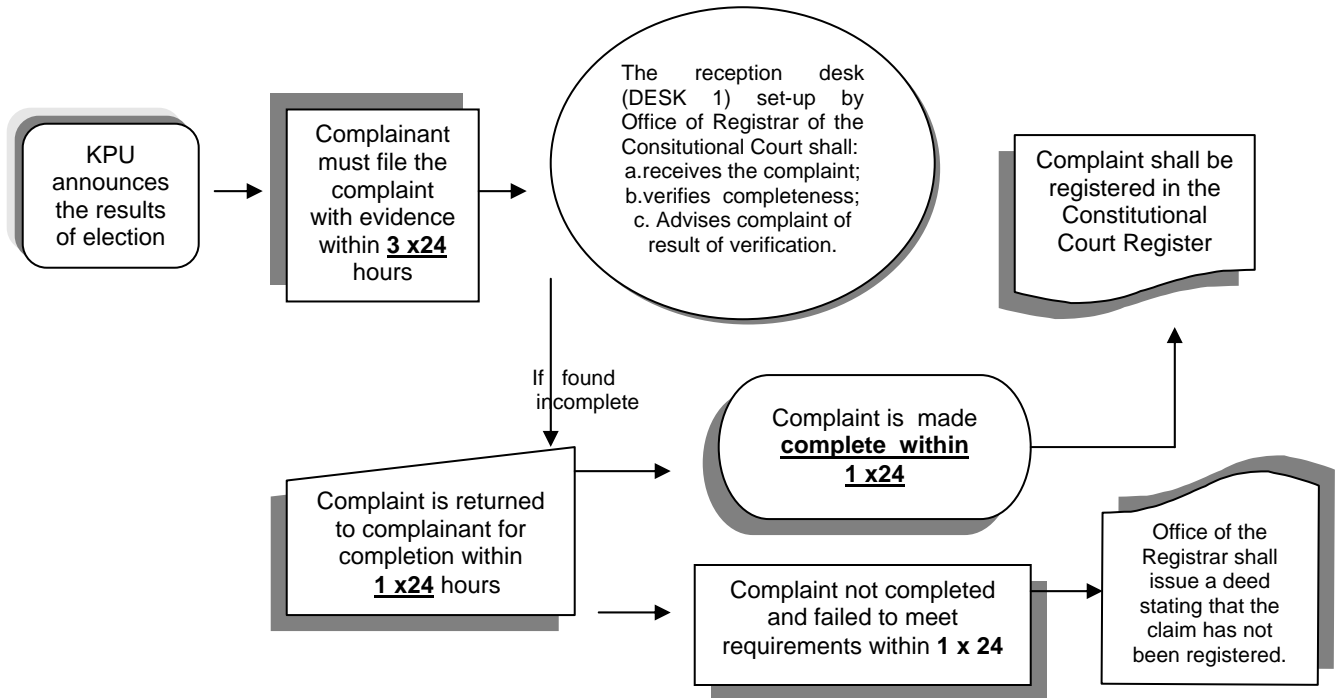 KPU
announces
the results
of election
Complainant
must file the
complaint
with evidence
within 3 x24
hours
The reception desk
(DESK 1) set-up by
Office of Registrar of the
Consitutional Court shall:
a.receives the complaint;
b.verifies completeness;
c. Advises complaint of
result of verification.
Complaint shall be
registered in the
Constitutional
Court Register
If found
incomplete
Complaint is made
complete within
1 x24
Complaint is returned
to complainant for
completion within
1 x24 hours
Complaint not completed
and failed to meet
requirements within 1 x 24
Office of the
Registrar shall
issue a deed
stating that the
claim has not
been registered.